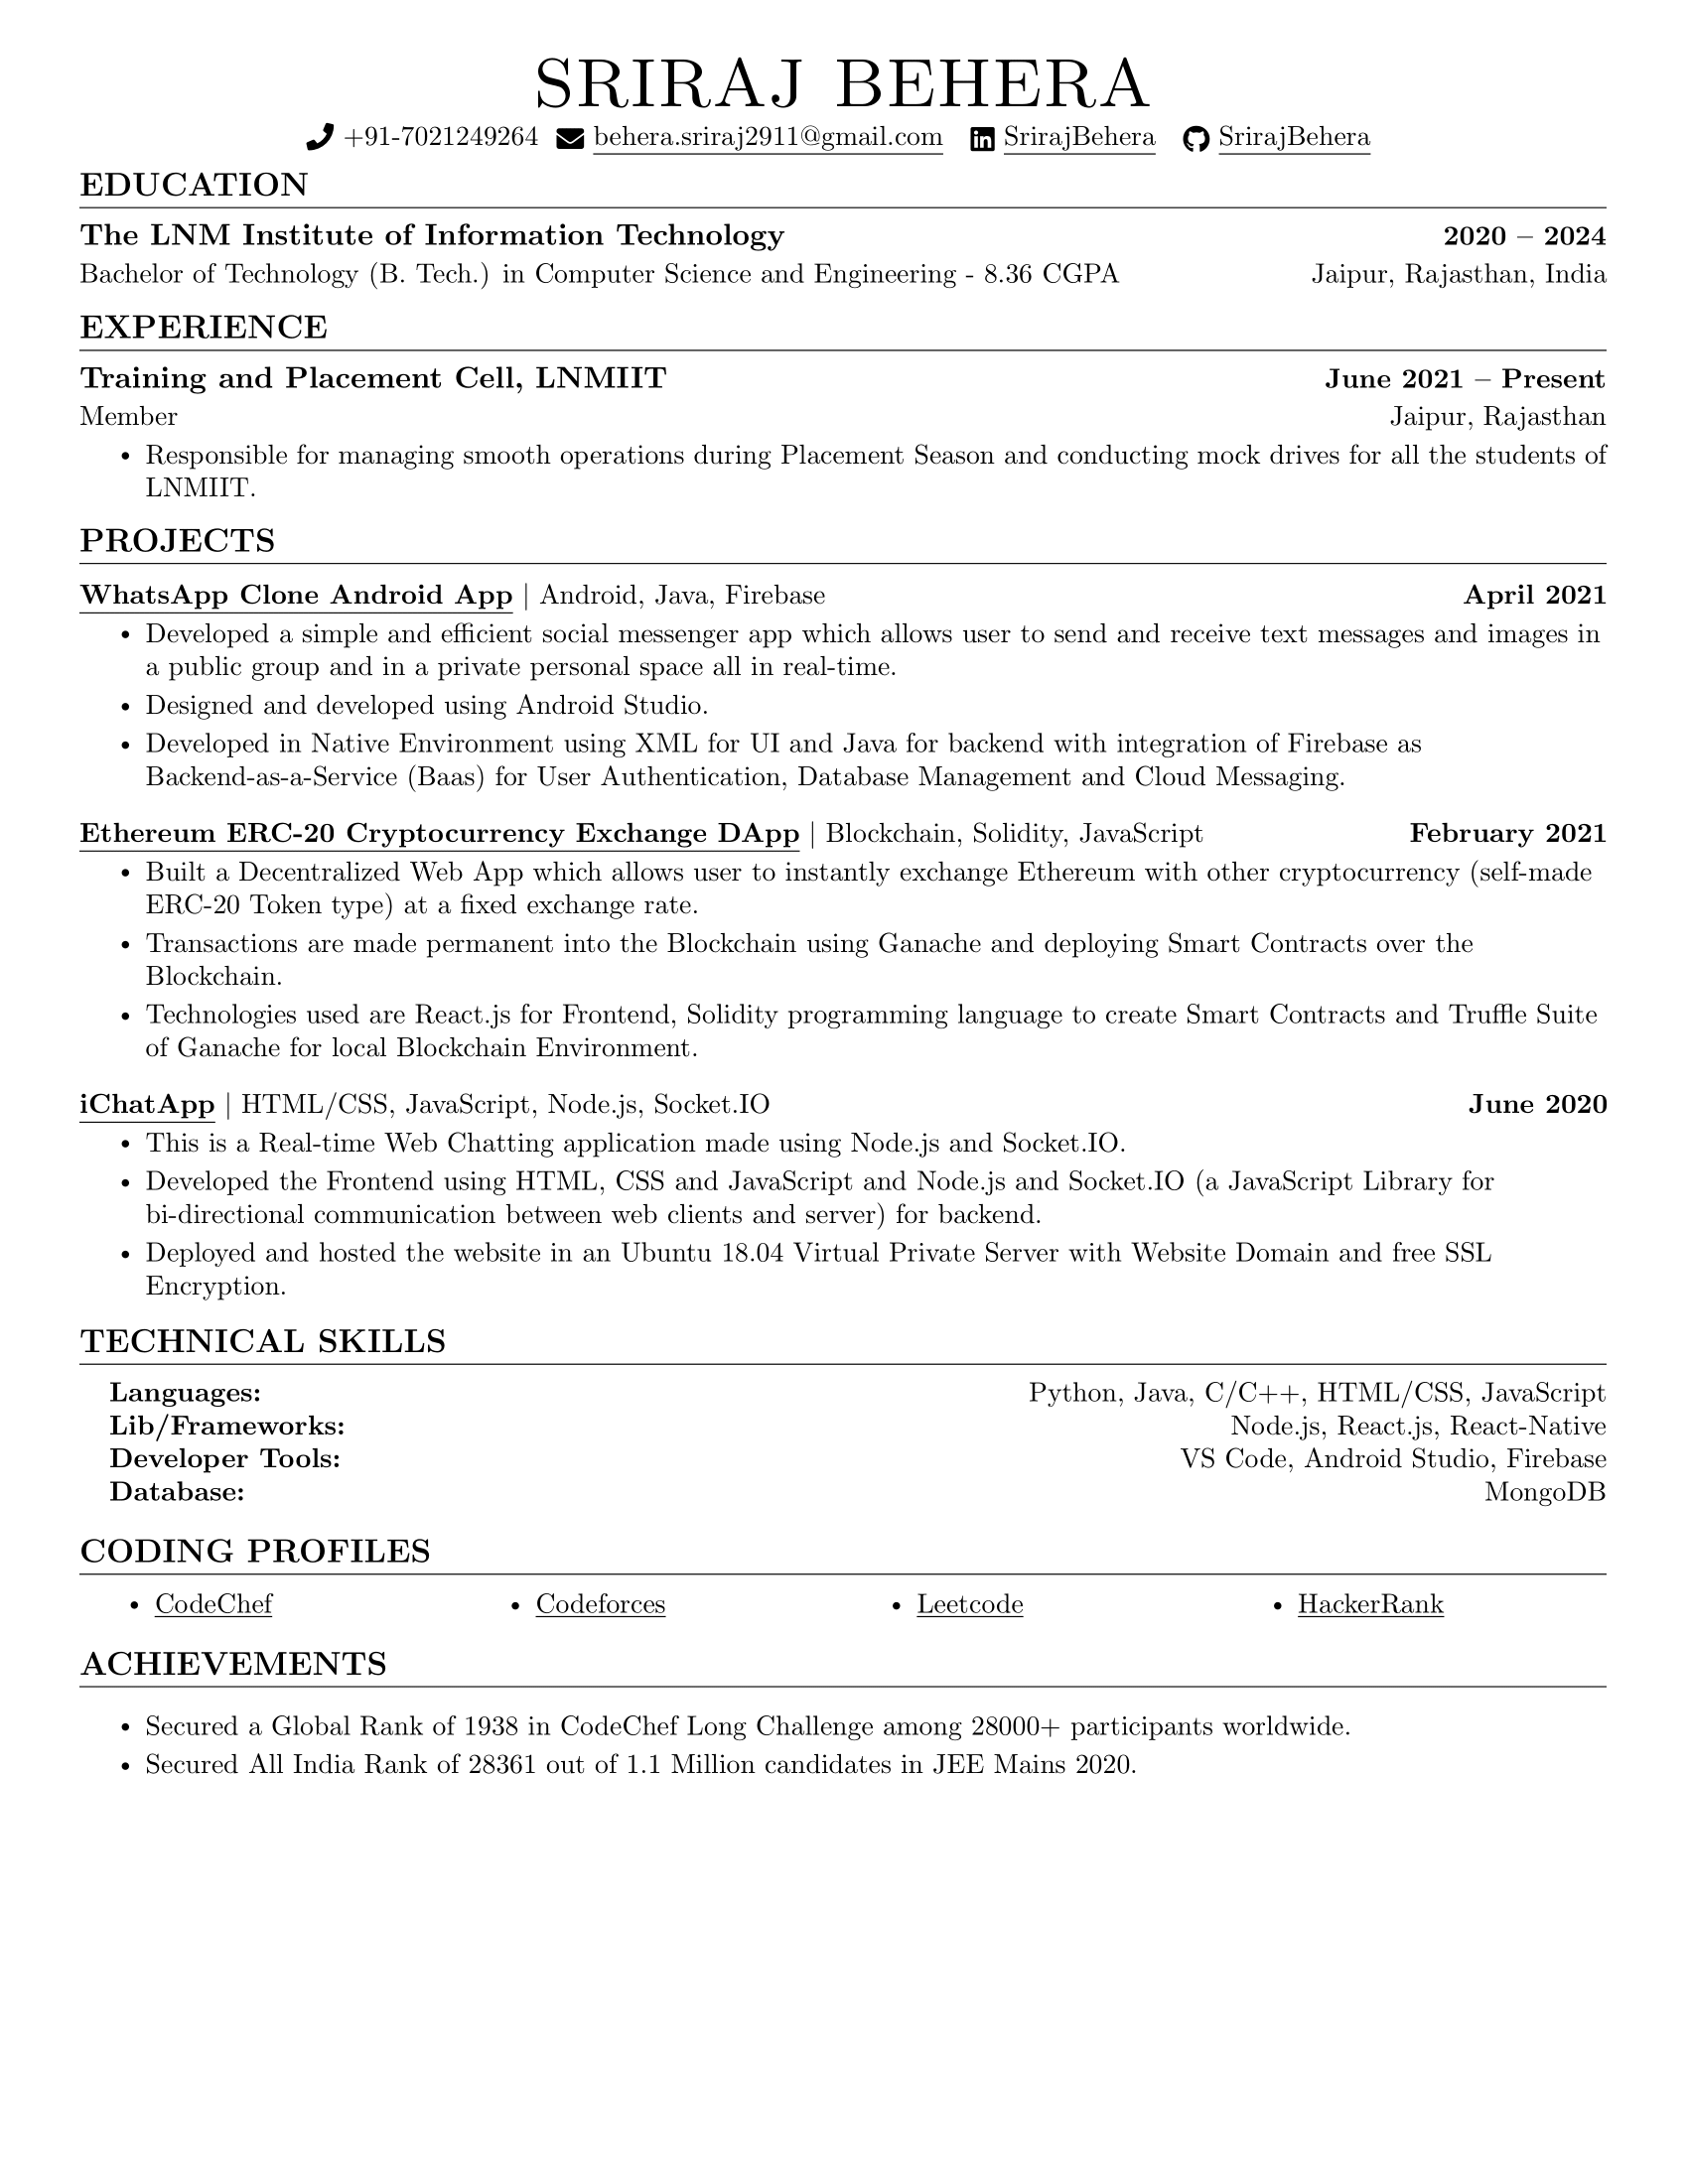 SRIRAJ BEHERA
+91-7021249264 behera.sriraj2911@gmail.com SrirajBehera SrirajBehera
EDUCATION
The LNM Institute of Information Technology 2020 – 2024
Bachelor of Technology (B. Tech.) in Computer Science and Engineering - 8.36 CGPA Jaipur, Rajasthan, India
EXPERIENCE
Training and Placement Cell, LNMIIT June 2021 – Present
Member Jaipur, Rajasthan
• Responsible for managing smooth operations during Placement Season and conducting mock drives for all the students of
LNMIIT.
PROJECTS
WhatsApp Clone Android App | Android, Java, Firebase April 2021
• Developed a simple and efficient social messenger app which allows user to send and receive text messages and images in
a public group and in a private personal space all in real-time.
• Designed and developed using Android Studio.
• Developed in Native Environment using XML for UI and Java for backend with integration of Firebase as
Backend-as-a-Service (Baas) for User Authentication, Database Management and Cloud Messaging.
Ethereum ERC-20 Cryptocurrency Exchange DApp | Blockchain, Solidity, JavaScript February 2021
• Built a Decentralized Web App which allows user to instantly exchange Ethereum with other cryptocurrency (self-made
ERC-20 Token type) at a fixed exchange rate.
• Transactions are made permanent into the Blockchain using Ganache and deploying Smart Contracts over the
Blockchain.
• Technologies used are React.js for Frontend, Solidity programming language to create Smart Contracts and Truffle Suite
of Ganache for local Blockchain Environment.
iChatApp | HTML/CSS, JavaScript, Node.js, Socket.IO June 2020
• This is a Real-time Web Chatting application made using Node.js and Socket.IO.
• Developed the Frontend using HTML, CSS and JavaScript and Node.js and Socket.IO (a JavaScript Library for
bi-directional communication between web clients and server) for backend.
• Deployed and hosted the website in an Ubuntu 18.04 Virtual Private Server with Website Domain and free SSL
Encryption.
TECHNICAL SKILLS
Languages: Python, Java, C/C++, HTML/CSS, JavaScript
Lib/Frameworks: Node.js, React.js, React-Native
Developer Tools: VS Code, Android Studio, Firebase
Database: MongoDB
CODING PROFILES
• CodeChef • Codeforces • Leetcode • HackerRank
ACHIEVEMENTS
• Secured a Global Rank of 1938 in CodeChef Long Challenge among 28000+ participants worldwide.
• Secured All India Rank of 28361 out of 1.1 Million candidates in JEE Mains 2020.